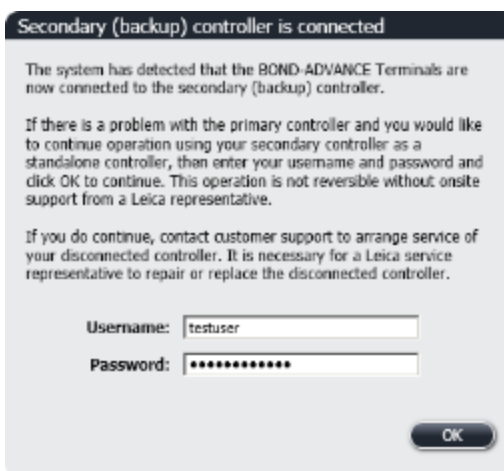 Secondary (backup) controller is connected
The system has detected that the BOND-ADVANCE Terminals are
now connected to the secondary (backup) controller.
If there is a problem with the primary controller and you would like
to continue operation using your secondary controller as a
standalone controller, then enter your username and password and
click OK to continue. This operation is not reversible without onsite
support from a Leica representative.
If you do continue, contact customer support to arrange service of
your disconnected controller. It is necessary for a Leica service
representative to repair or replace the disconnected controller.
Username: testuser
Password: ••••••••••••
OK